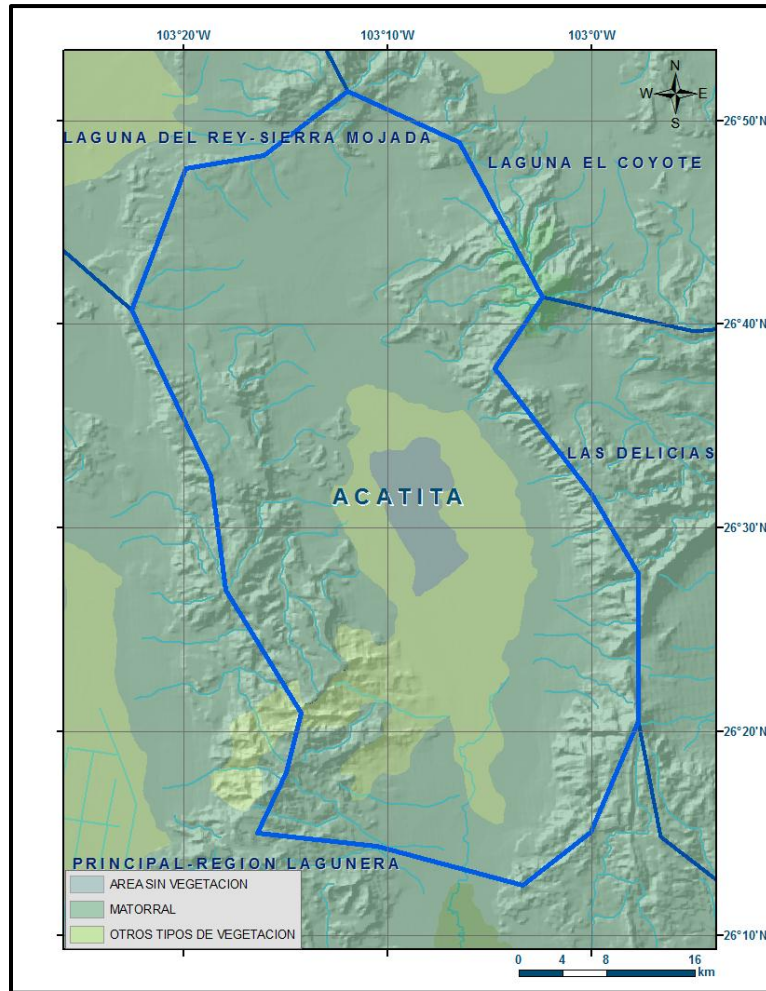 103°20'W 103°10'W 103°0'W
N
W E
S
26°50'N
LAGUNA DEL REY-SIERRA MOJADA
LAGUNA EL COYOTE
26°40'N
LAS DELICIAS
ACATITA
26°30'N
26°20'N
PRINCIPAL-REGION LAGUNERA
AREA SIN VEGETACION
MATORRAL
OTROS TIPOS DE VEGETACION
26°10'N
0 4 8 16
km